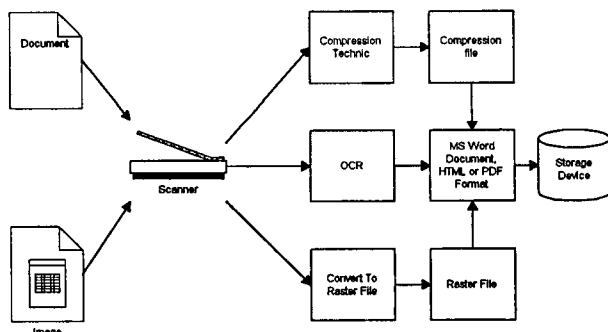 Document
Compression
Technic
Compression
file
Scanner
OCR
MS Word
Document,
HTML or PDF
Format
Storage
Device
Image
Convert To
Raster File
Raster File